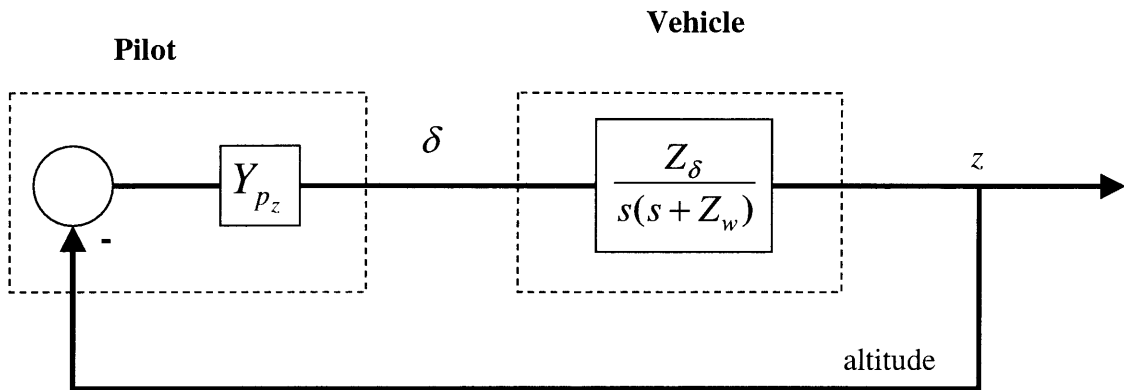 Vehicle
Pilot
δ
Y_{p_z}
Z_δ
s(s + Z_w)
z
-
altitude